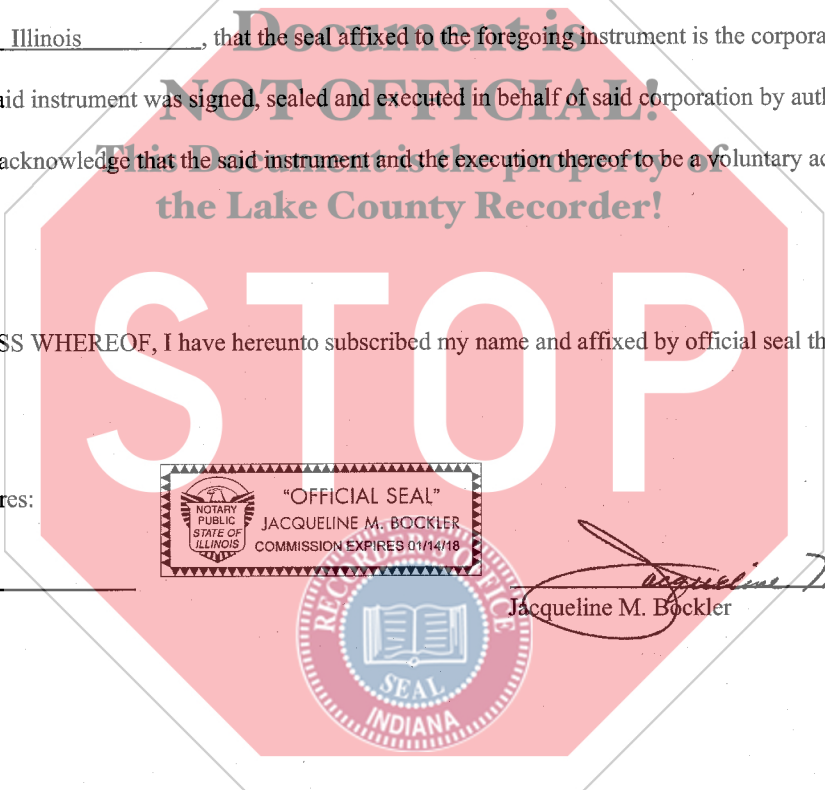 Illinois , that the seal affixed to the foregoing instrument is the corpora
Document is
aid instrument was signed, sealed and executed in behalf of said corporation by auth
NOT OFFICIAL!
acknowledge that the said instrument and the execution thereof to be a voluntary ac
This Document is the property of
the Lake County Recorder!
STOP
SS WHEREOF, I have hereunto subscribed my name and affixed by official seal th
res:
"OFFICIAL SEAL"
JACQUELINE M. BOCKLER
COMMISSION EXPIRES 01/14/18
NOTARY
PUBLIC
STATE OF
ILLINOIS
Jacqueline
Jacqueline M. Bockler
RECORDER'S OFFICE
SEAL
INDIANA